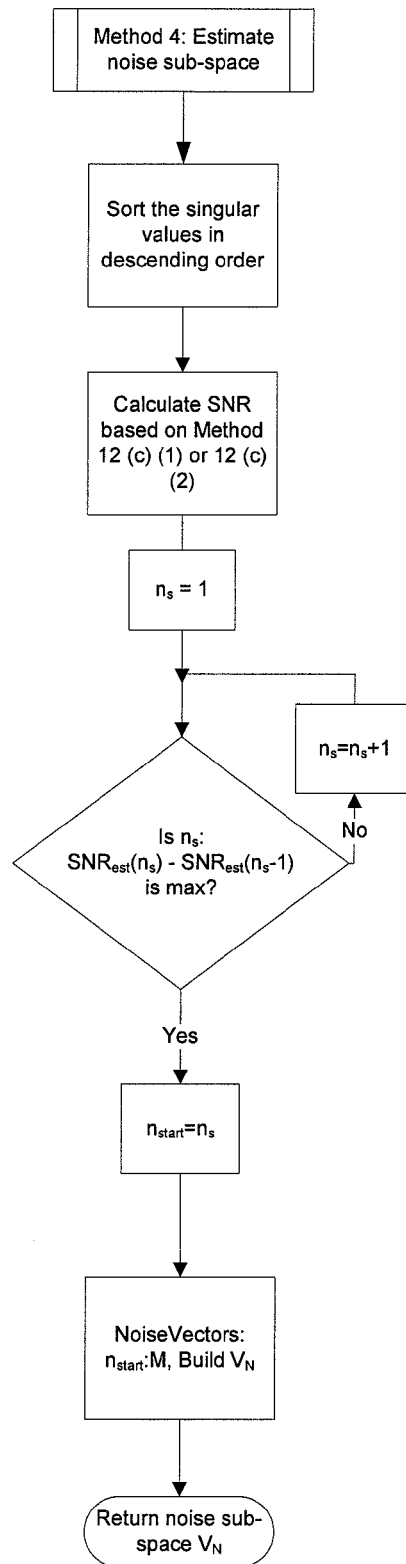 Method 4: Estimate
noise sub-space
Sort the singular
values in
descending order
Calculate SNR
based on Method
12 (c) (1) or 12 (c)
(2)
nₛ = 1
nₛ=nₛ+1
No
Is nₛ:
SNRₑₛₜ(nₛ) - SNRₑₛₜ(nₛ-1)
is max?
Yes
nₛₜₐᵣₜ=nₛ
NoiseVectors:
nₛₜₐᵣₜ:M, Build V_N
Return noise sub-
space V_N